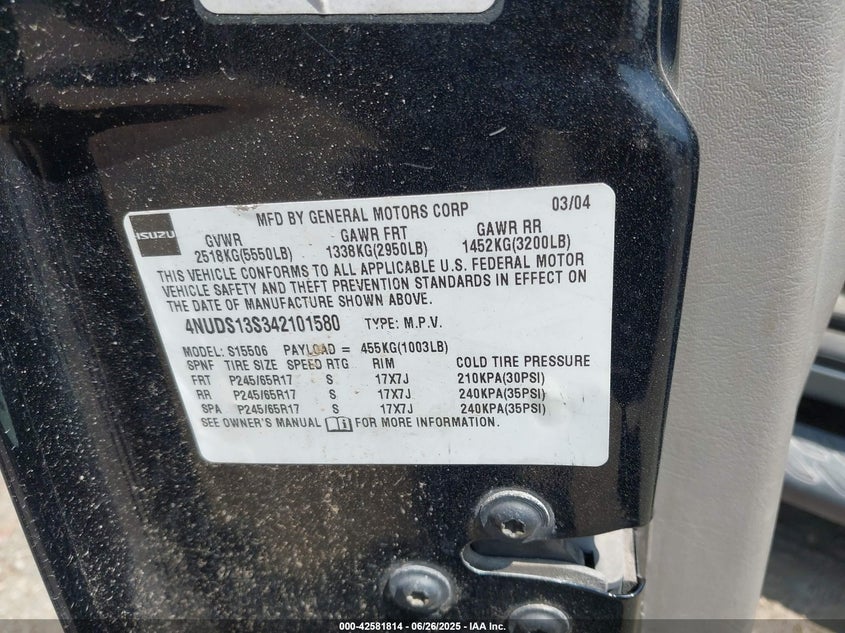 MFD BY GENERAL MOTORS CORP 03/04
ISUZU
GVWR GAWR FRT GAWR RR
2518KG(5550LB) 1338KG(2950LB) 1452KG(3200LB)
THIS VEHICLE CONFORMS TO ALL APPLICABLE U.S. FEDERAL MOTOR
VEHICLE SAFETY AND THEFT PREVENTION STANDARDS IN EFFECT ON
THE DATE OF MANUFACTURE SHOWN ABOVE.
4NUDS13S342101580 TYPE: M.P.V.
MODEL: S15506 PAYLOAD = 455KG(1003LB)
SPNF TIRE SIZE SPEED RTG RIM COLD TIRE PRESSURE
FRT P245/65R17 S 17X7J 210KPA(30PSI)
RR P245/65R17 S 17X7J 240KPA(35PSI)
SPA P245/65R17 S 17X7J 240KPA(35PSI)
SEE OWNER'S MANUAL FOR MORE INFORMATION.
000-42581814 - 06/26/2025 - IAA Inc.